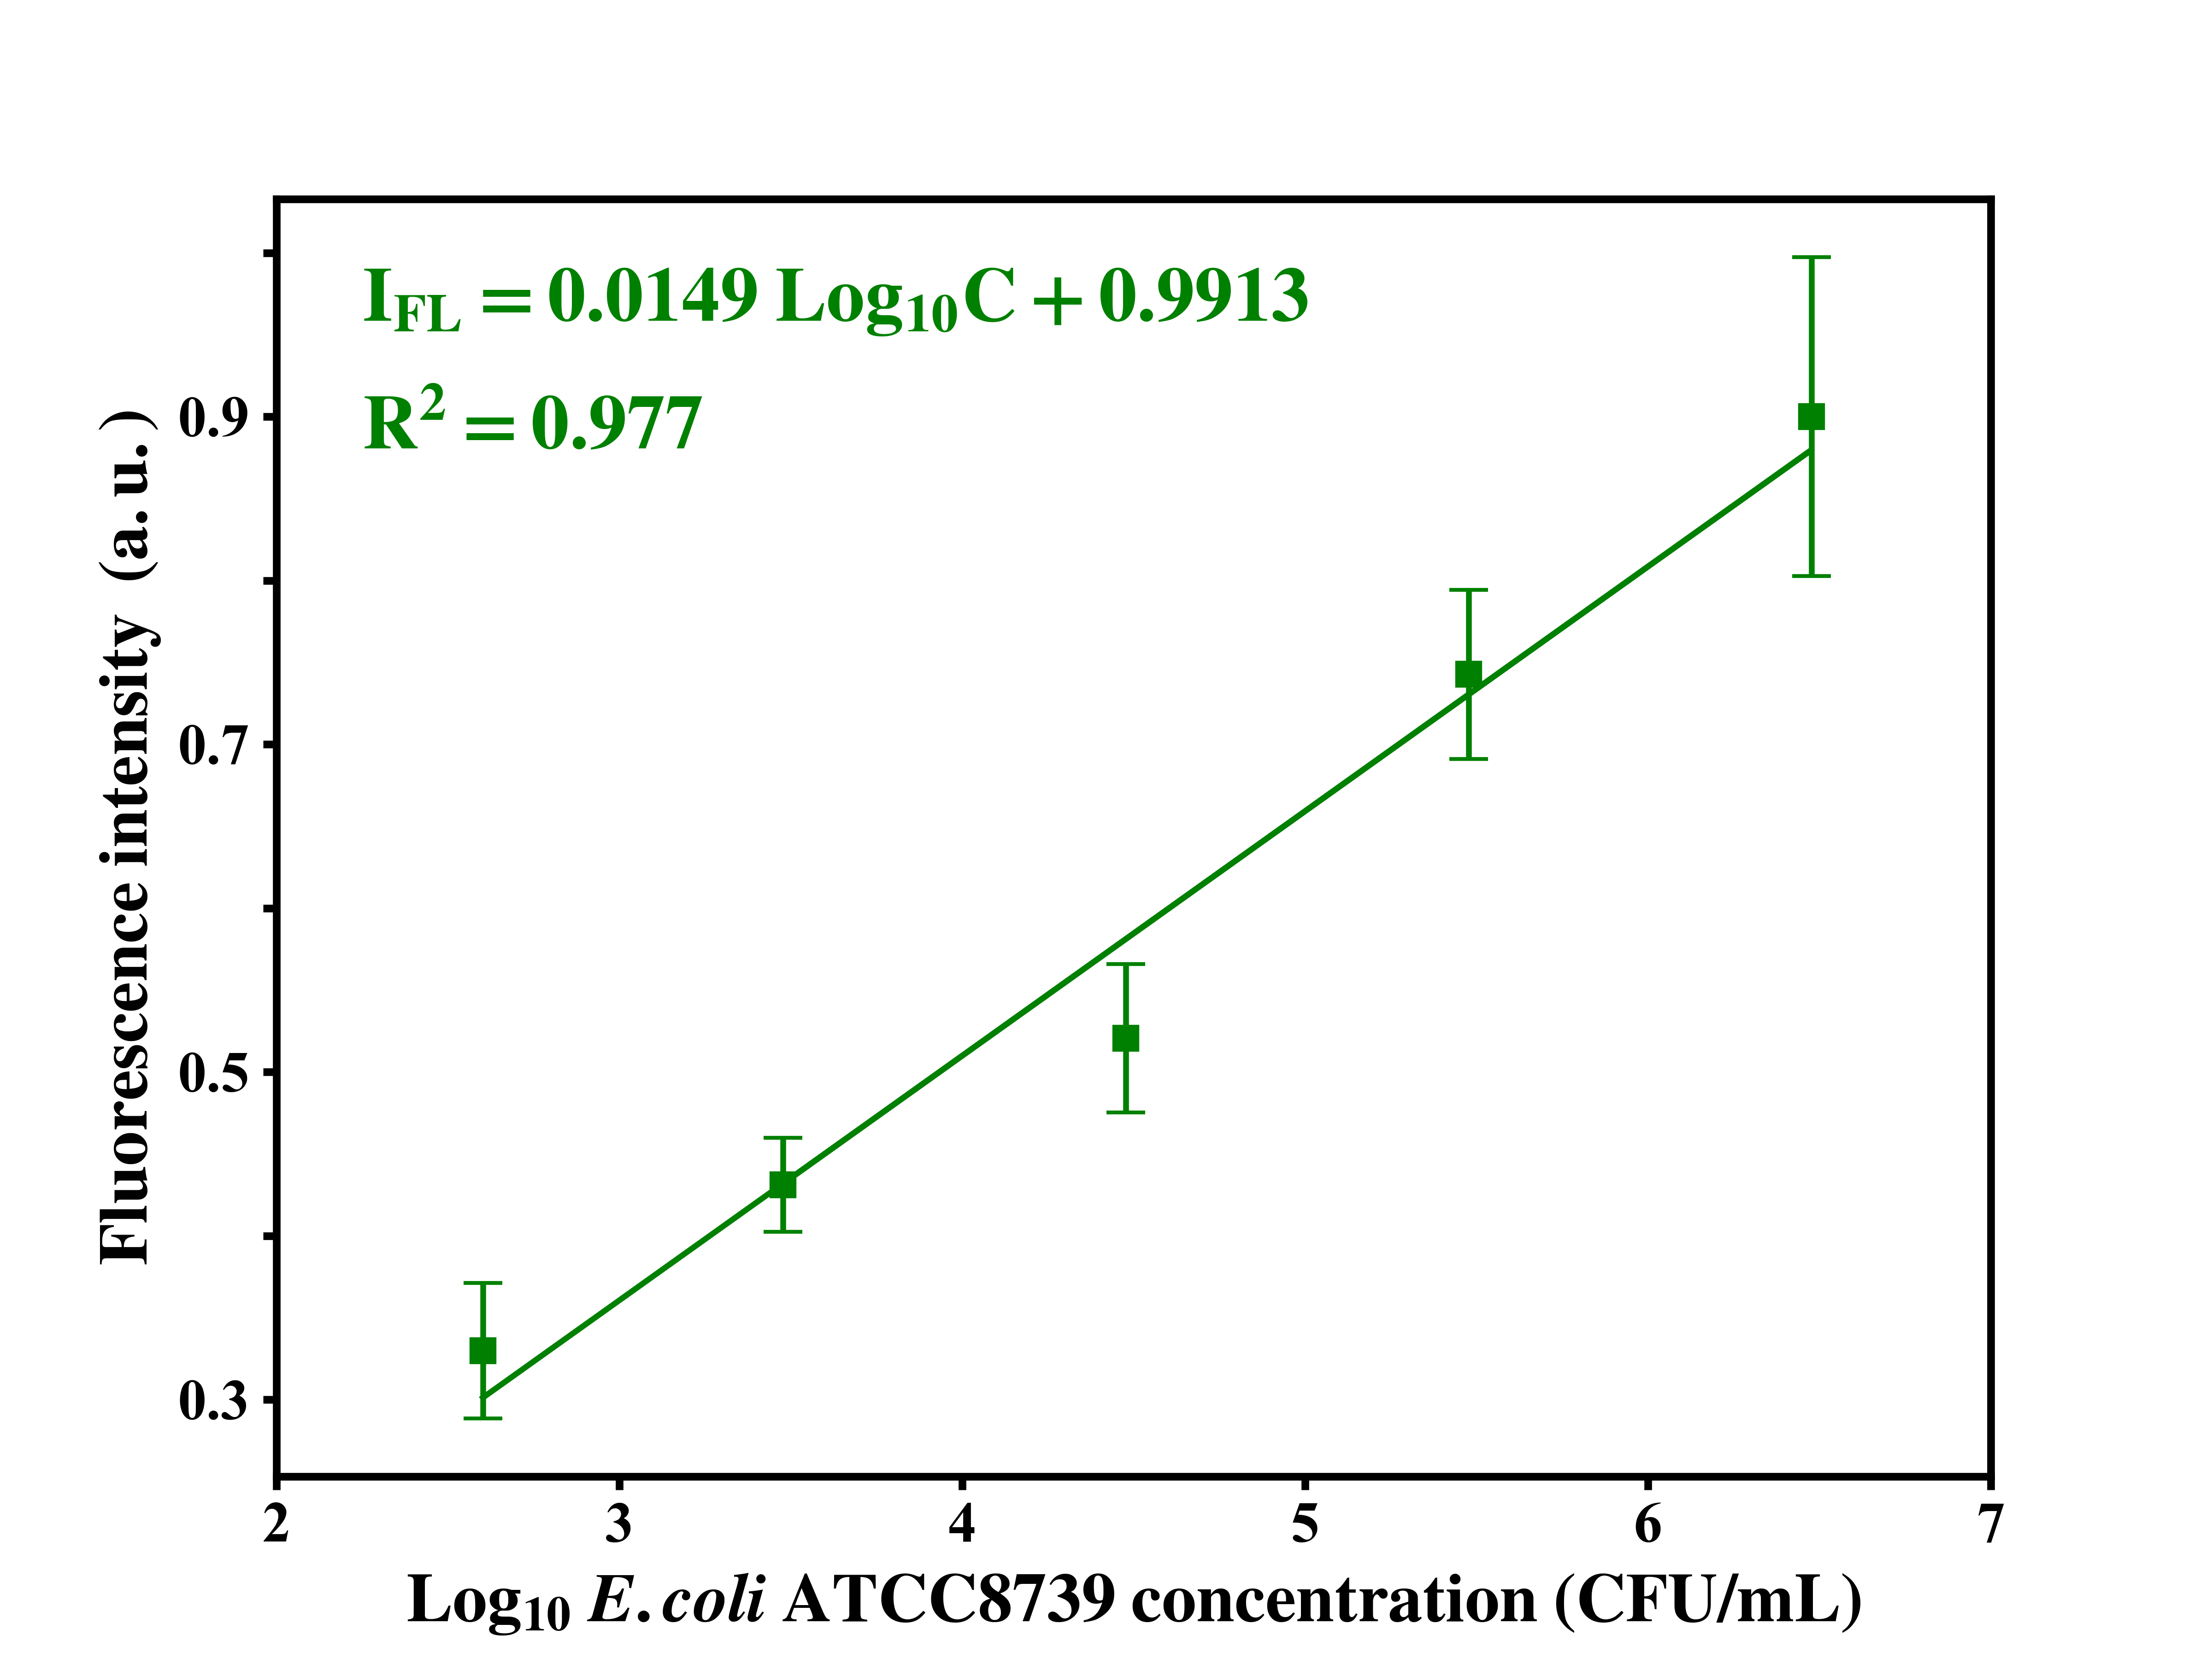 I_FL = 0.0149 Log₁₀C + 0.9913
R² = 0.977
Fluorescence intensity (a. u. )
0.9
0.7
0.5
0.3
2 3 4 5 6 7
Log₁₀ E. coli ATCC8739 concentration (CFU/mL)